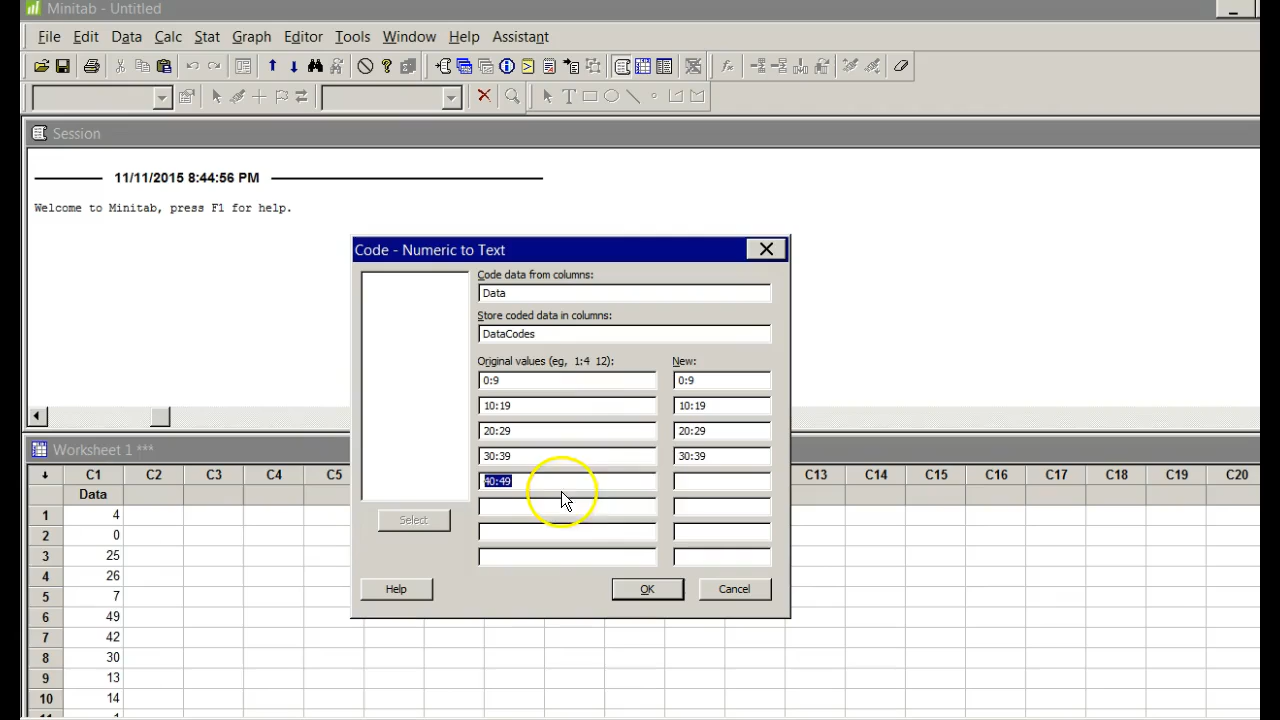 Minitab - Untitled
File Edit Data Calc Stat Graph Editor Tools Window Help Assistant
Session
11/11/2015 8:44:56 PM
Welcome to Minitab, press F1 for help.
Code - Numeric to Text
Code data from columns:
Data
Store coded data in columns:
DataCodes
Original values (eg, 1:4 12): New:
0:9 0:9
10:19 10:19
20:29 20:29
30:39 30:39
40:49
Select
Help OK Cancel
Worksheet 1 ***
C1 C2 C3 C4 C5 C13 C14 C15 C16 C17 C18 C19 C20
Data
1 4
2 0
3 25
4 26
5 7
6 49
7 42
8 30
9 13
10 14